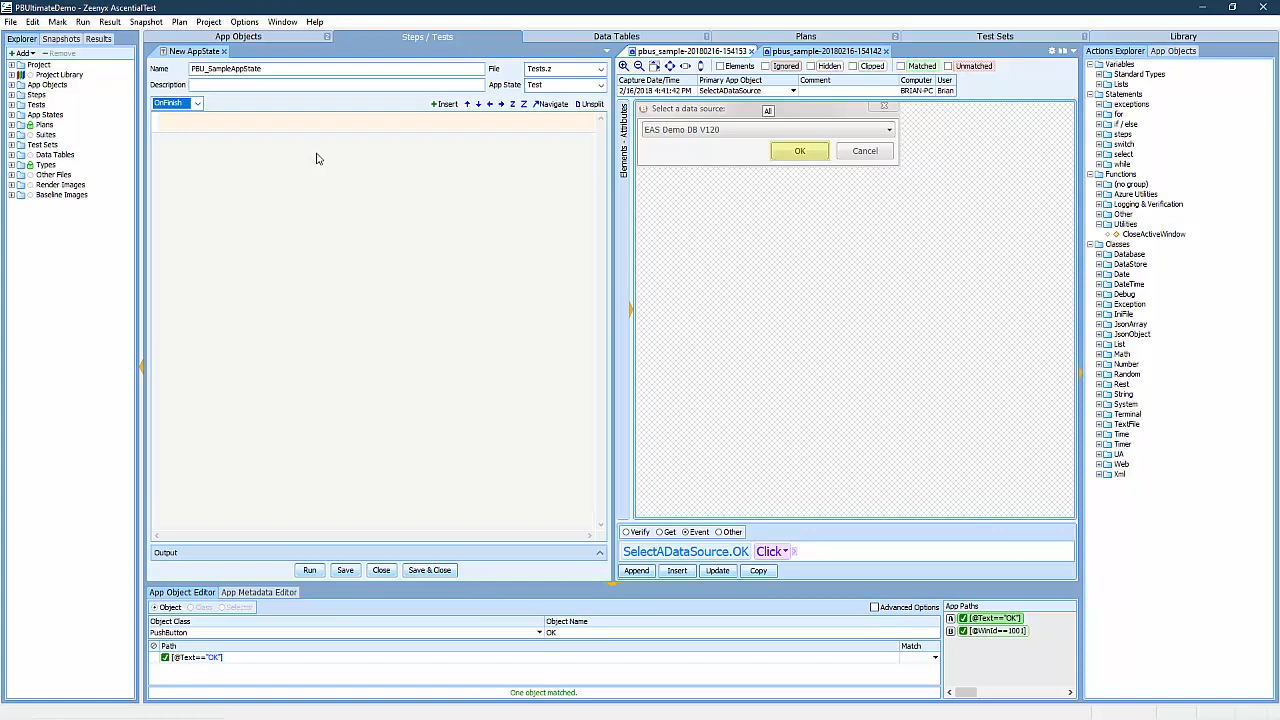 PBUltimateDemo - Zeenyx AscentialTest
File Edit Mark Run Result Snapshot Plan Project Options Window Help
App Objects Steps / Tests Data Tables Plans Test Sets Library
Explorer Snapshots Results
Add Remove
Project
Project Library
App Objects
Steps
Tests
App States
Plans
Suites
Test Sets
Data Tables
Types
Other Files
Render Images
Baseline Images
New AppState
Name PBU_SampleAppState File Tests.z
Description App State Test
OnFinish Insert Navigate Unsplit
Output
Run Save Close Save & Close
pbus_sample-20180216-154153 pbus_sample-20180216-154142
Elements Ignored Hidden Clipped Matched Unmatched
Capture Date/Time Primary App Object Comment Computer User
2/16/2018 4:41:42 PM SelectADataSource BRIAN-PC Brian
Elements - Attributes
Select a data source: All
EAS Demo DB V120
OK Cancel
Verify Get Event Other
SelectADataSource.OK Click
Append Insert Update Copy
App Object Editor App Metadata Editor
Object Class Selector Advanced Options
Object Class Object Name
PushButton OK
Path Match
[@Text=="OK"]
One object matched.
App Paths
[@Text=="OK"]
[@WinId==1001]
Actions Explorer App Objects
Variables
Standard Types
Lists
Statements
exceptions
for
if / else
steps
switch
select
while
Functions
(no group)
Azure Utilities
Logging & Verification
Other
Utilities
CloseActiveWindow
Classes
Database
DataStore
Date
DateTime
Debug
Exception
IniFile
JsonArray
JsonObject
List
Math
Number
Random
Rest
String
System
Terminal
TextFile
Time
Timer
UA
Web
Xml